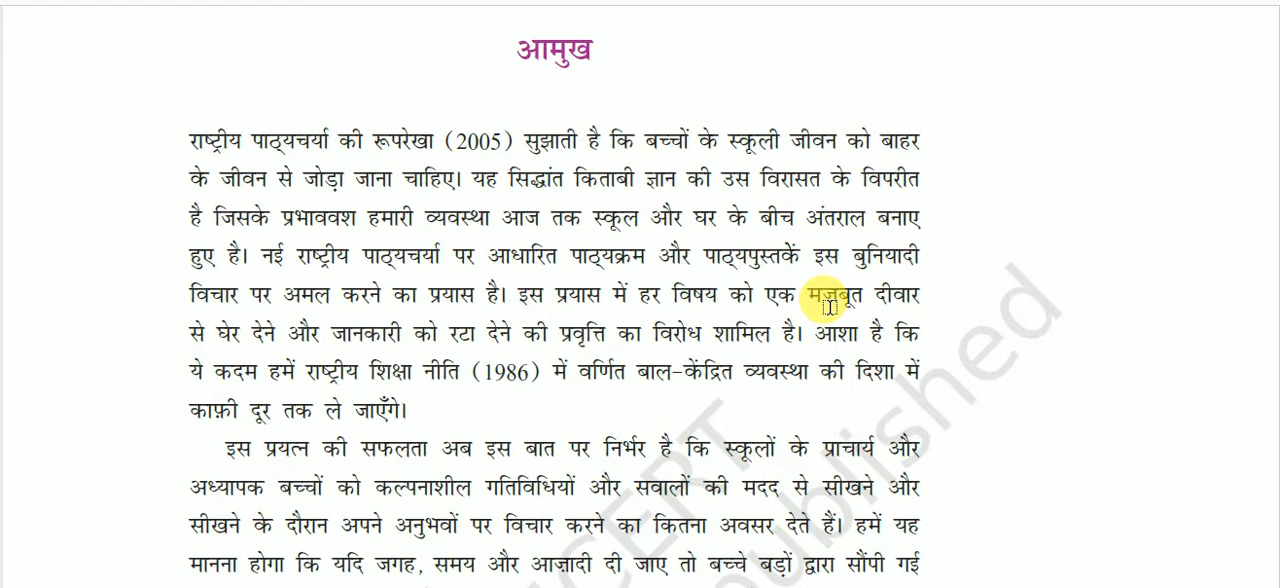 आमुख
राष्ट्रीय पाठ्यचर्या की रूपरेखा (2005) सुझाती है कि बच्चों के स्कूली जीवन को बाहर
के जीवन से जोड़ा जाना चाहिए। यह सिद्धांत किताबी ज्ञान की उस विरासत के विपरीत
है जिसके प्रभाववश हमारी व्यवस्था आज तक स्कूल और घर के बीच अंतराल बनाए
हुए है। नई राष्ट्रीय पाठ्यचर्या पर आधारित पाठ्यक्रम और पाठ्यपुस्तकें इस बुनियादी
विचार पर अमल करने का प्रयास है। इस प्रयास में हर विषय को एक मज़बूत दीवार
से घेर देने और जानकारी को रटा देने की प्रवृत्ति का विरोध शामिल है। आशा है कि
ये कदम हमें राष्ट्रीय शिक्षा नीति (1986) में वर्णित बाल-केंद्रित व्यवस्था की दिशा में
काफ़ी दूर तक ले जाएँगे।
इस प्रयत्न की सफलता अब इस बात पर निर्भर है कि स्कूलों के प्राचार्य और
अध्यापक बच्चों को कल्पनाशील गतिविधियों और सवालों की मदद से सीखने और
सीखने के दौरान अपने अनुभवों पर विचार करने का कितना अवसर देते हैं। हमें यह
मानना होगा कि यदि जगह, समय और आज़ादी दी जाए तो बच्चे बड़ों द्वारा सौंपी गई
NCERT
published